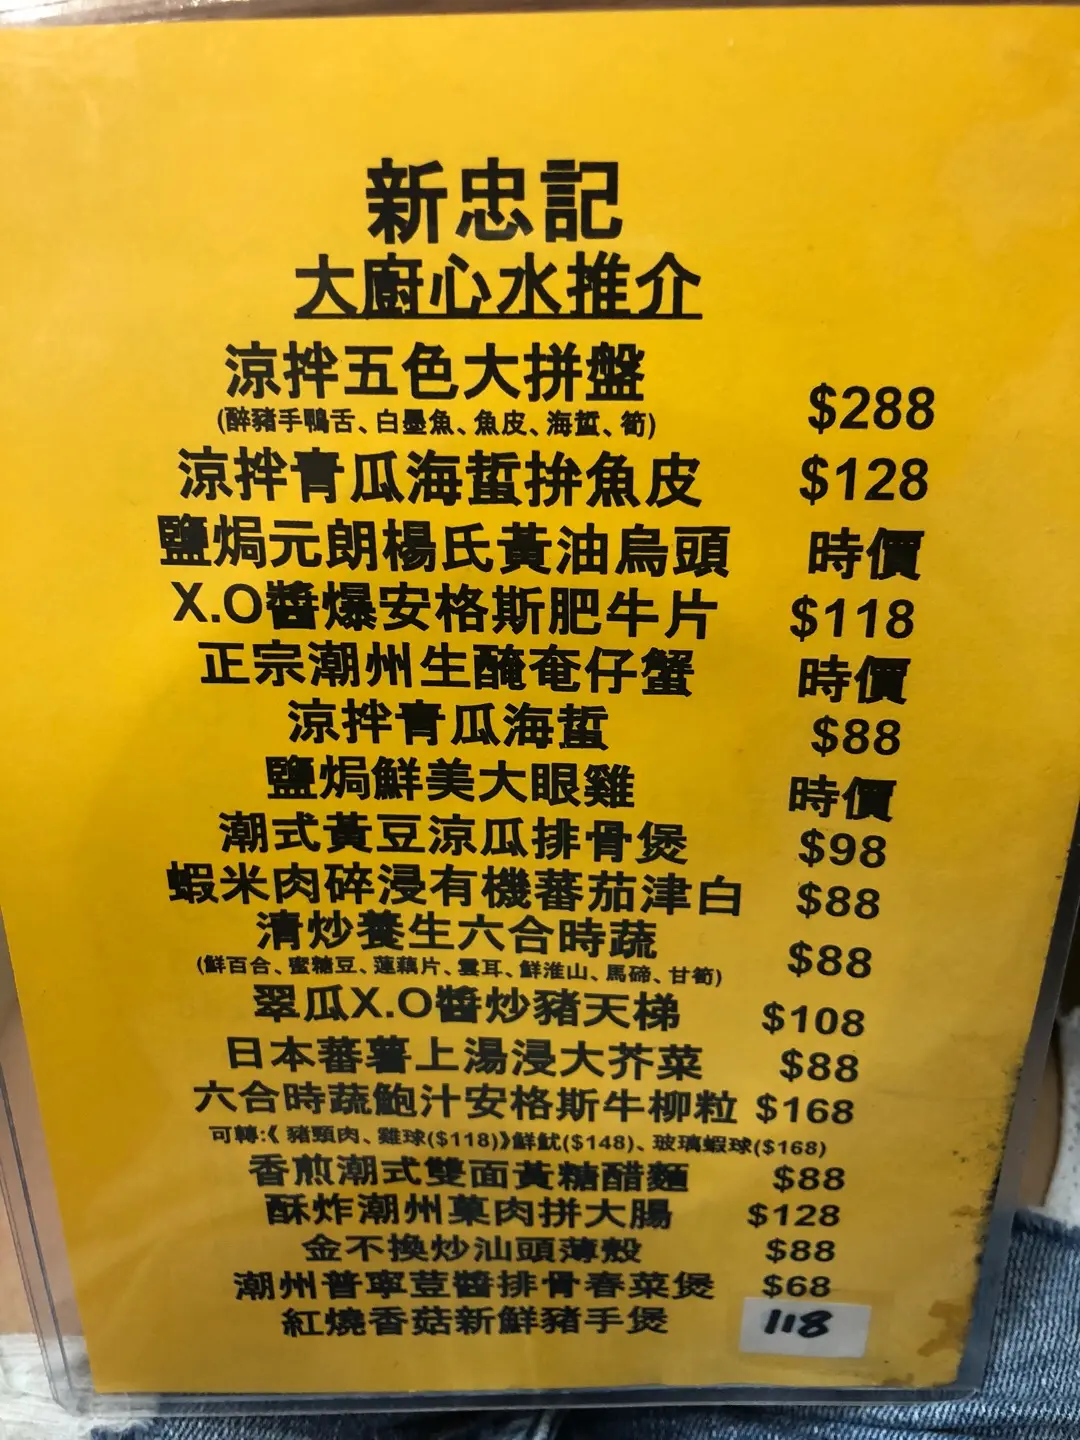 新忠記
大廚心水推介
涼拌五色大拼盤 $288
(醉豬手鴨舌、白墨魚、魚皮、海蜇、筍)
涼拌青瓜海蜇拚魚皮 $128
鹽焗元朗楊氏黃油烏頭 時價
X.O醬爆安格斯肥牛片 $118
正宗潮州生醃奄仔蟹 時價
涼拌青瓜海蜇 $88
鹽焗鮮美大眼雞 時價
潮式黃豆涼瓜排骨煲 $98
蝦米肉碎浸有機蕃茄津白 $88
清炒養生六合時蔬 $88
(鮮百合、蜜糖豆、蓮藕片、雲耳、鮮淮山、馬碲、甘筍)
翠瓜X.O醬炒豬天梯 $108
日本蕃薯上湯浸大芥菜 $88
六合時蔬鮑汁安格斯牛柳粒 $168
可轉:《豬頸肉、雞球($118)》鮮魷($148)、玻璃蝦球($168)
香煎潮式雙面黃糖醋麵 $88
酥炸潮州菓肉拼大腸 $128
金不換炒汕頭薄殼 $88
潮州普寧荳醬排骨春菜煲 $68
紅燒香菇新鮮豬手煲 118